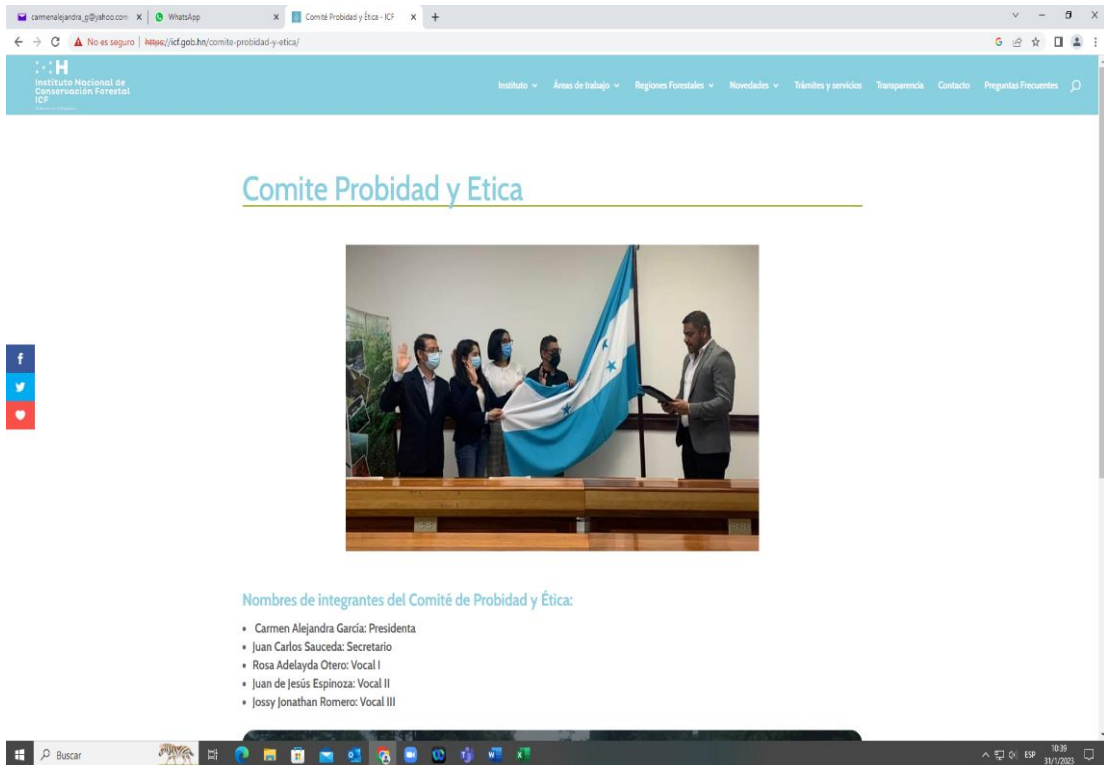 carmenalejandra_g@yahoo.com
WhatsApp
Comité Probidad y Ética - ICF
No es seguro | https://icf.gob.hn/comite-probidad-y-etica/
H
Instituto Nacional de
Conservación Forestal
ICF
Instituto
Áreas de trabajo
Regiones Forestales
Novedades
Trámites y servicios
Transparencia
Contacto
Preguntas Frecuentes
Comite Probidad y Etica
Nombres de integrantes del Comité de Probidad y Ética:
Carmen Alejandra García: Presidenta
Juan Carlos Sauceda: Secretario
Rosa Adelayda Otero: Vocal I
Juan de Jesús Espinoza: Vocal II
Jossy Jonathan Romero: Vocal III
Buscar
ESP
10:39
31/1/2023